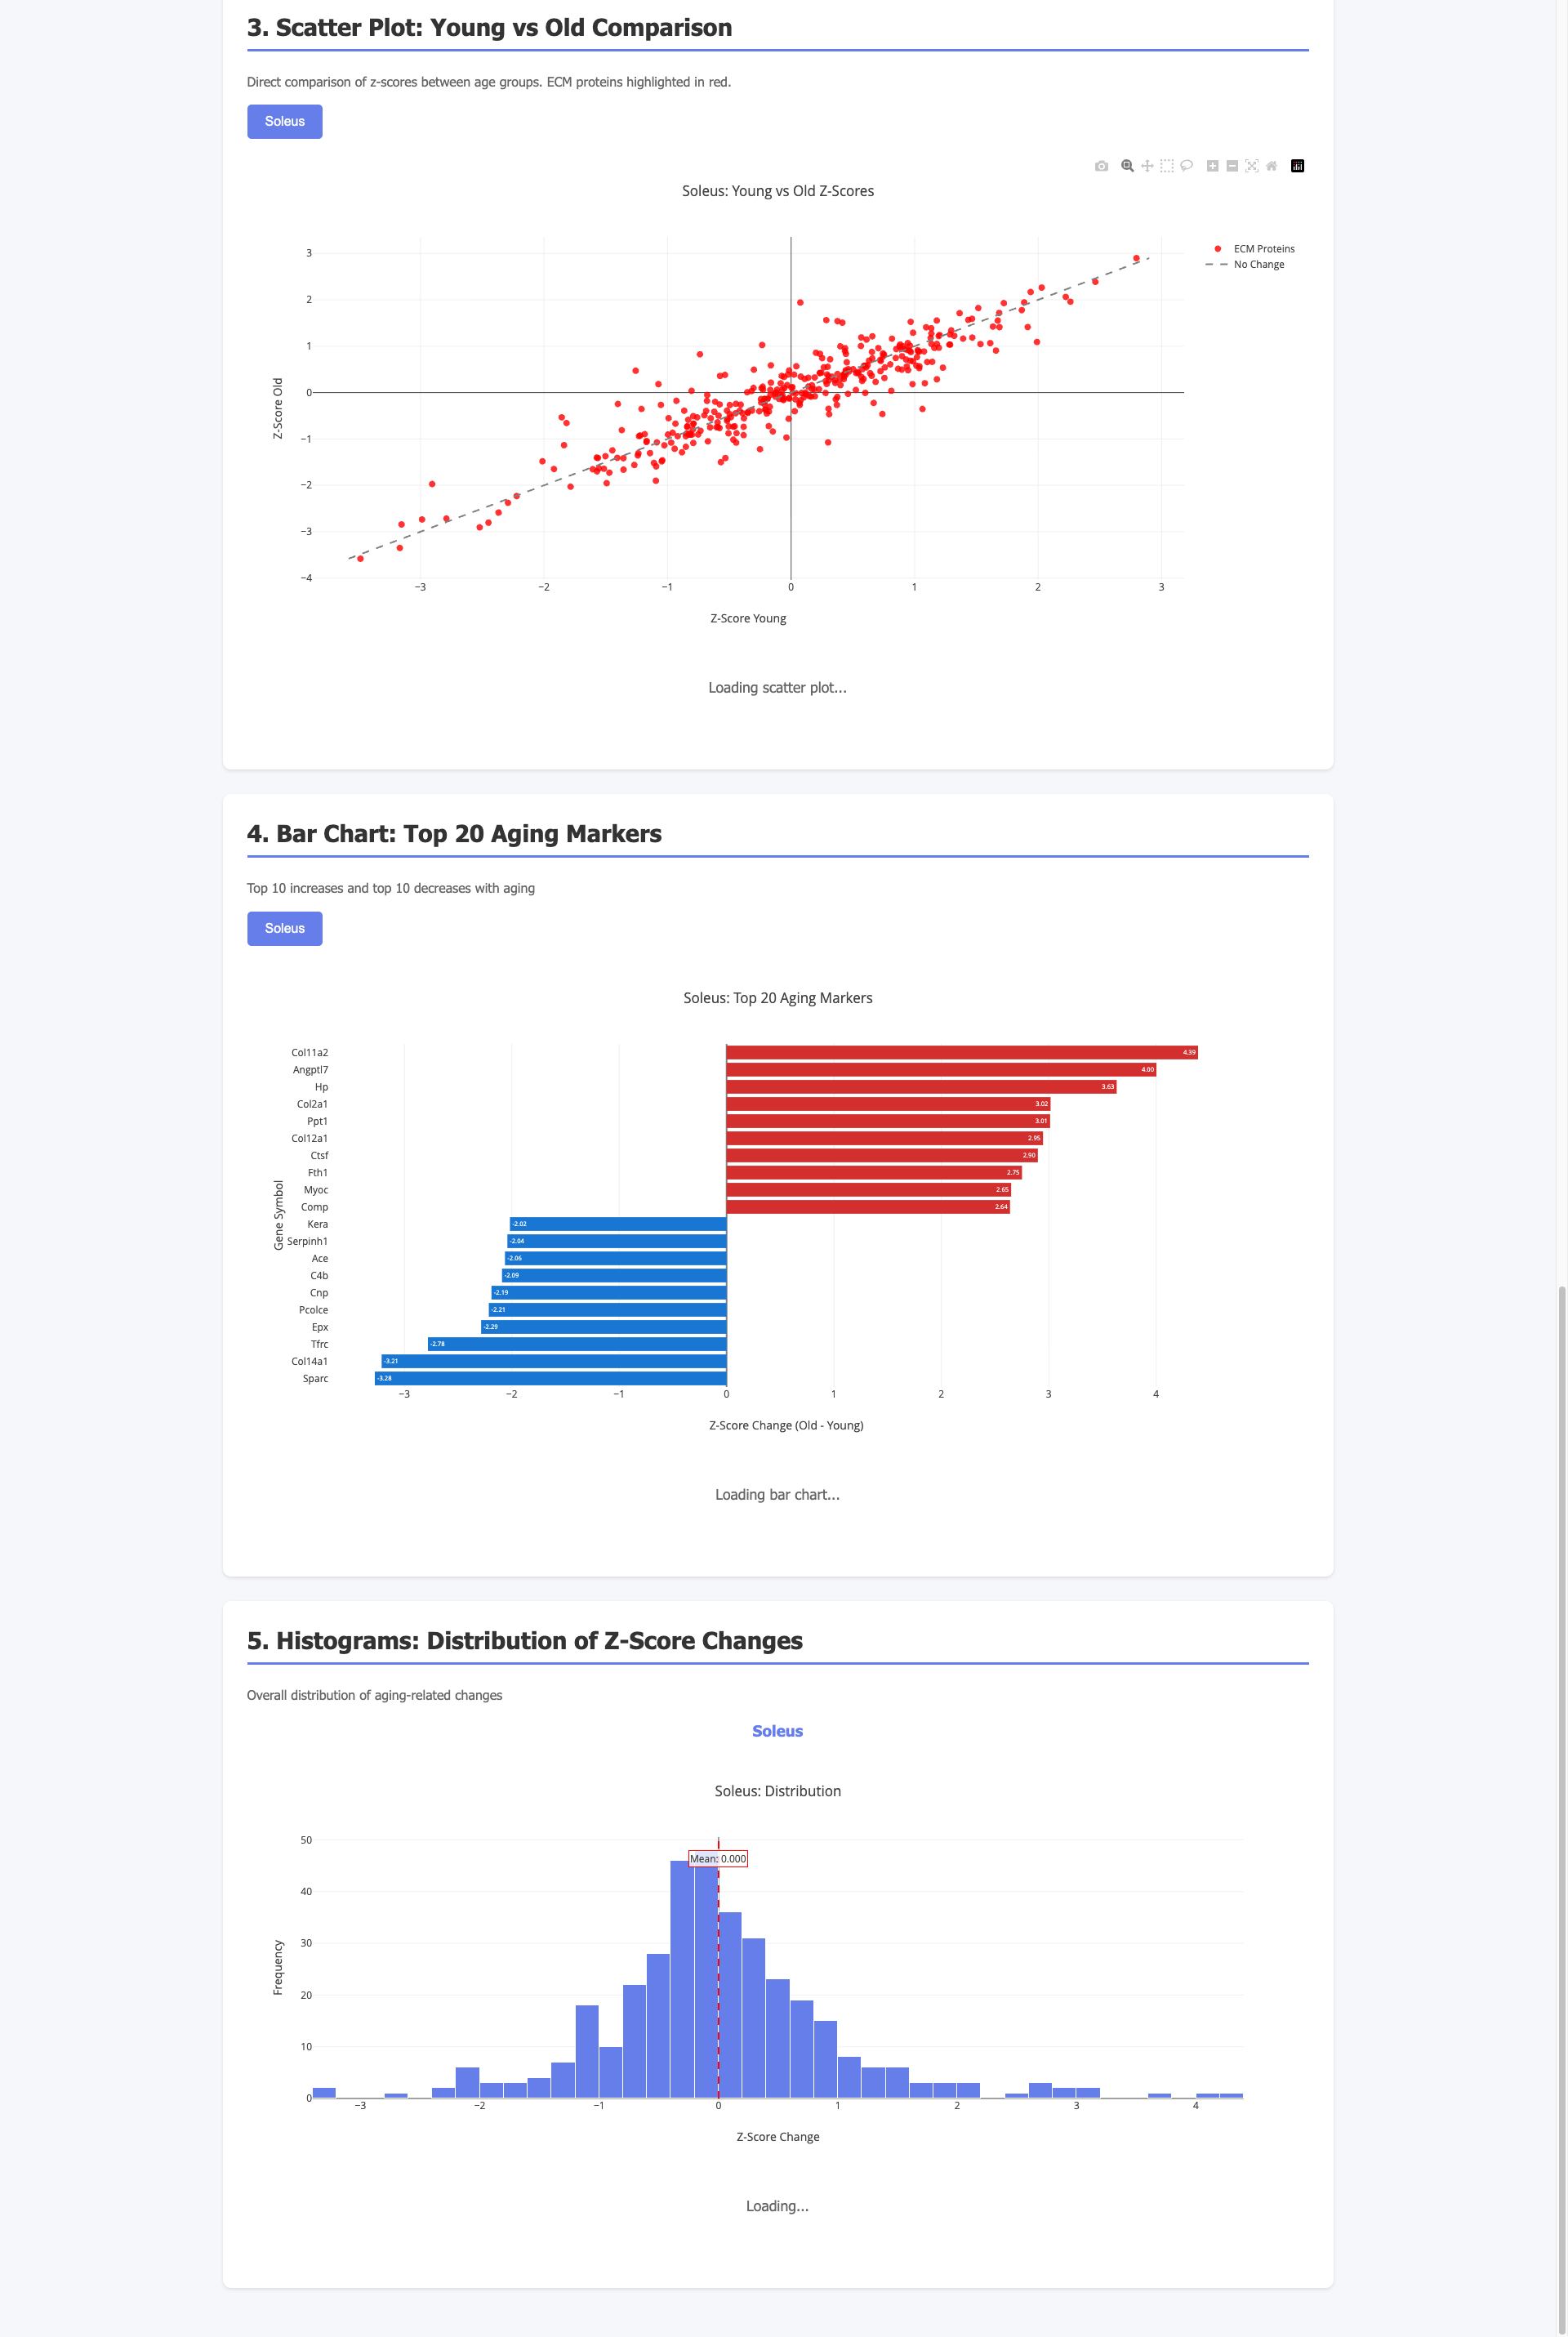 3. Scatter Plot: Young vs Old Comparison
Direct comparison of z-scores between age groups. ECM proteins highlighted in red.
Soleus
Soleus: Young vs Old Z-Scores
ECM Proteins
No Change
Z-Score Old
3
2
1
0
−1
−2
−3
−4
−3
−2
−1
0
1
2
3
Z-Score Young
Loading scatter plot...
4. Bar Chart: Top 20 Aging Markers
Top 10 increases and top 10 decreases with aging
Soleus
Soleus: Top 20 Aging Markers
Gene Symbol
Col11a2 4.39
Angptl7 4.00
Hp 3.63
Col2a1 3.02
Ppt1 3.01
Col12a1 2.95
Ctsf 2.90
Fth1 2.75
Myoc 2.65
Comp 2.64
Kera -2.02
Serpinh1 -2.04
Ace -2.06
C4b -2.09
Cnp -2.19
Pcolce -2.21
Epx -2.29
Tfrc -2.78
Col14a1 -3.21
Sparc -3.28
−3
−2
−1
0
1
2
3
4
Z-Score Change (Old - Young)
Loading bar chart...
5. Histograms: Distribution of Z-Score Changes
Overall distribution of aging-related changes
Soleus
Soleus: Distribution
Mean: 0.000
Frequency
50
40
30
20
10
0
−3
−2
−1
0
1
2
3
4
Z-Score Change
Loading...